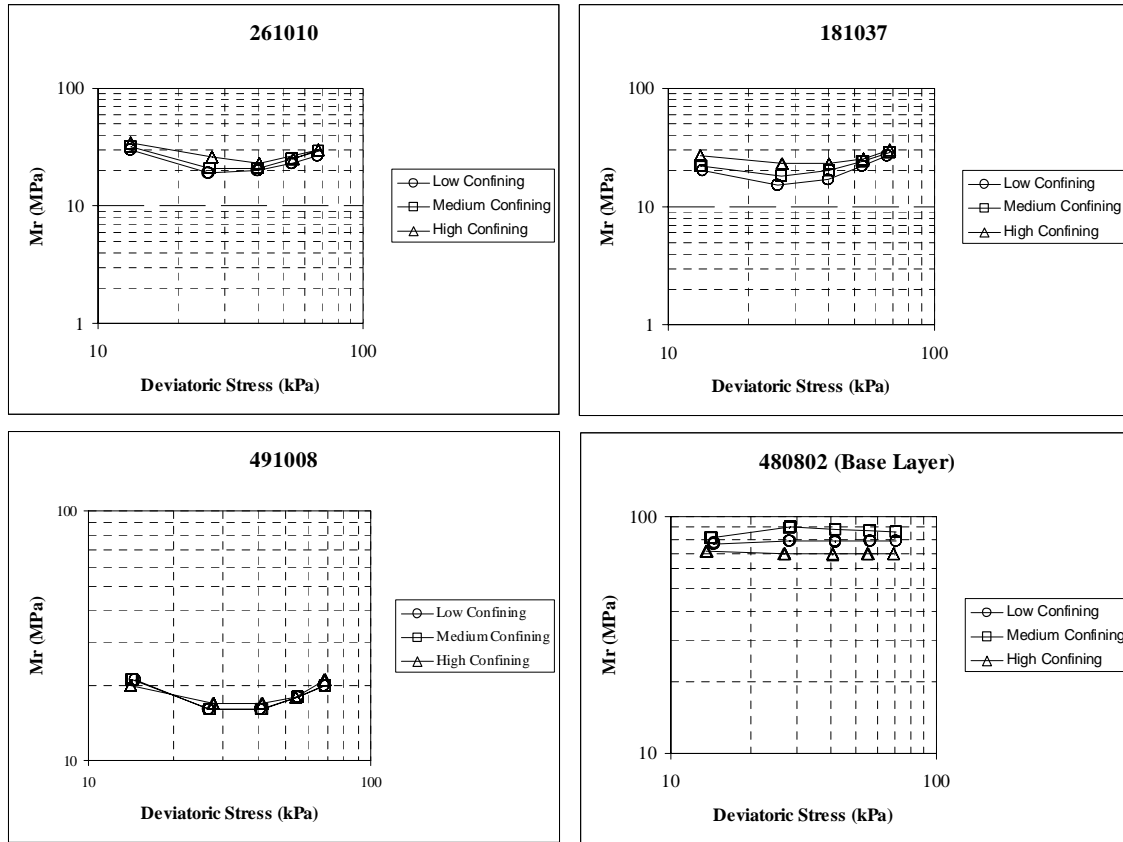 261010
100
10
1
Mr (MPa)
10
100
Deviatoric Stress (kPa)
Low Confining
Medium Confining
High Confining
181037
100
10
1
Mr (MPa)
10
100
Deviatoric Stress (kPa)
Low Confining
Medium Confining
High Confining
491008
100
10
Mr (MPa)
10
100
Deviatoric Stress (kPa)
Low Confining
Medium Confining
High Confining
480802 (Base Layer)
100
10
Mr (MPa)
10
100
Deviatoric Stress (kPa)
Low Confining
Medium Confining
High Confining